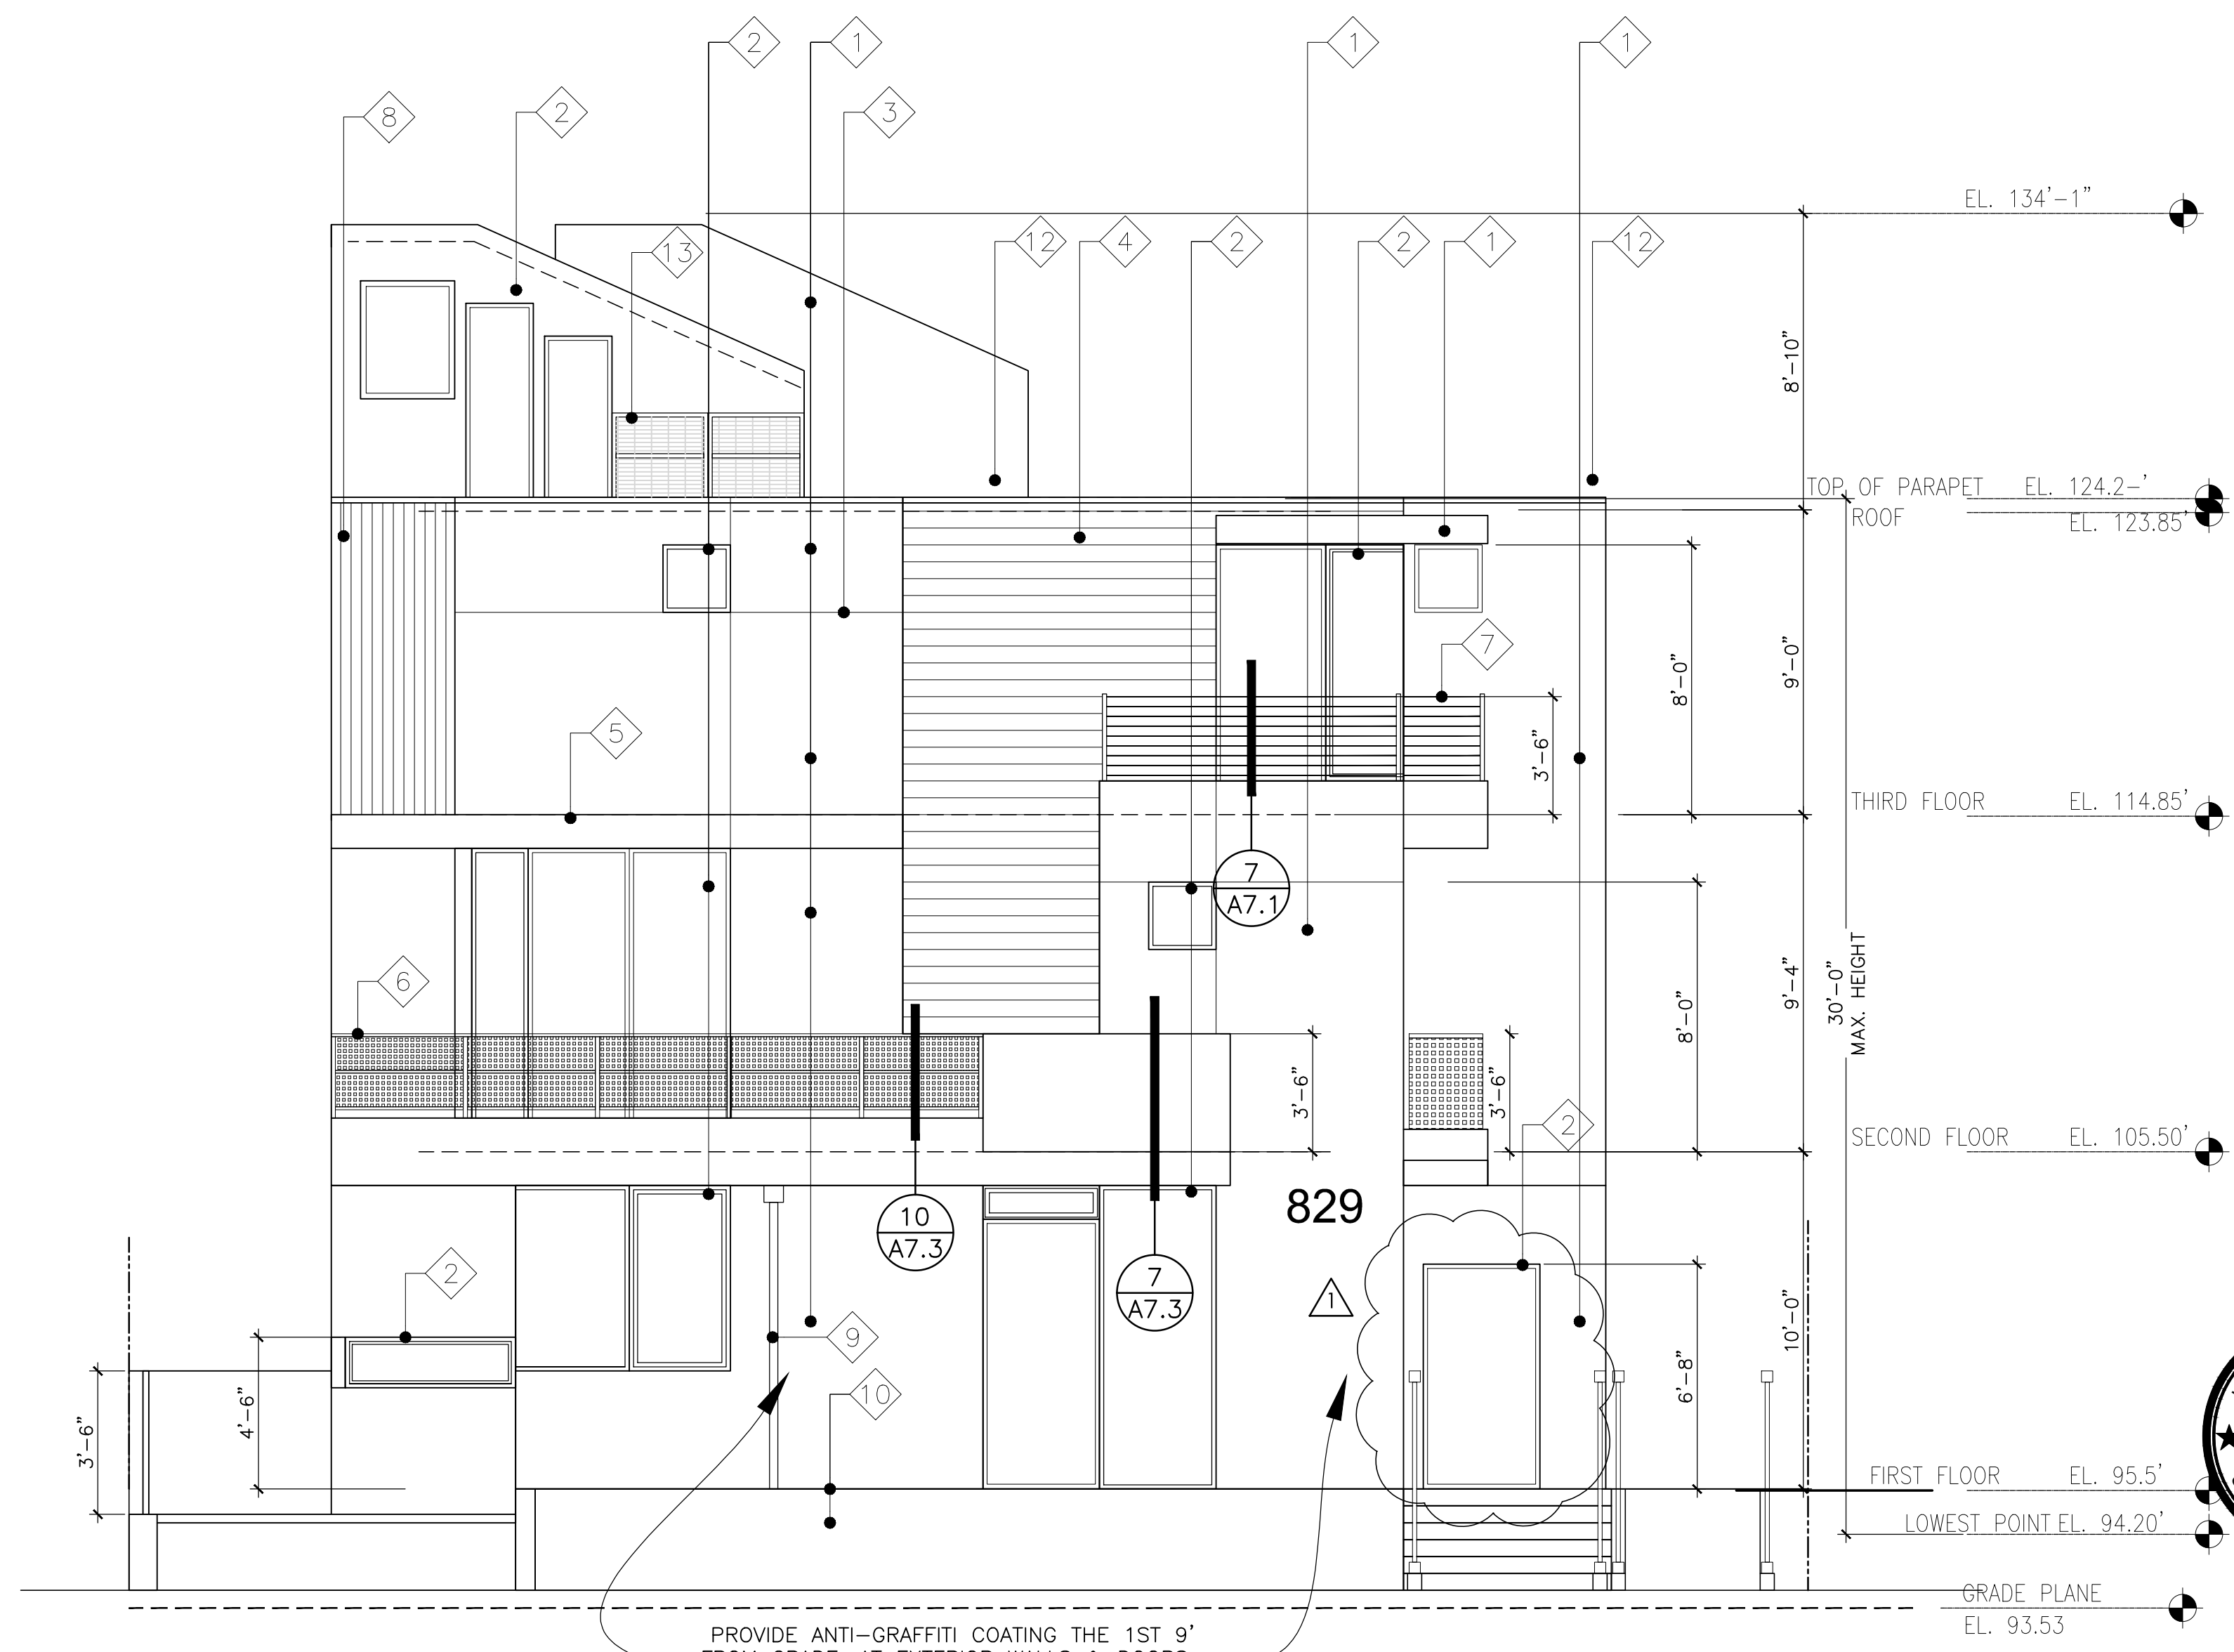 2
1
1
1
8
2
3
EL. 134'-1"
13
12
4
2
2
1
12
8'-10"
TOP OF PARAPET EL. 124.2-'
ROOF EL. 123.85'
7
8'-0"
9'-0"
5
3'-6"
THIRD FLOOR EL. 114.85'
7
A7.1
6
8'-0"
9'-4"
30'-0"
MAX. HEIGHT
3'-6"
3'-6"
2
SECOND FLOOR EL. 105.50'
829
10
A7.3
7
A7.3
2
1
9
10
4'-6"
3'-6"
6'-8"
10'-0"
FIRST FLOOR EL. 95.5'
LOWEST POINT EL. 94.20'
GRADE PLANE
EL. 93.53
PROVIDE ANTI-GRAFFITI COATING THE 1ST 9'